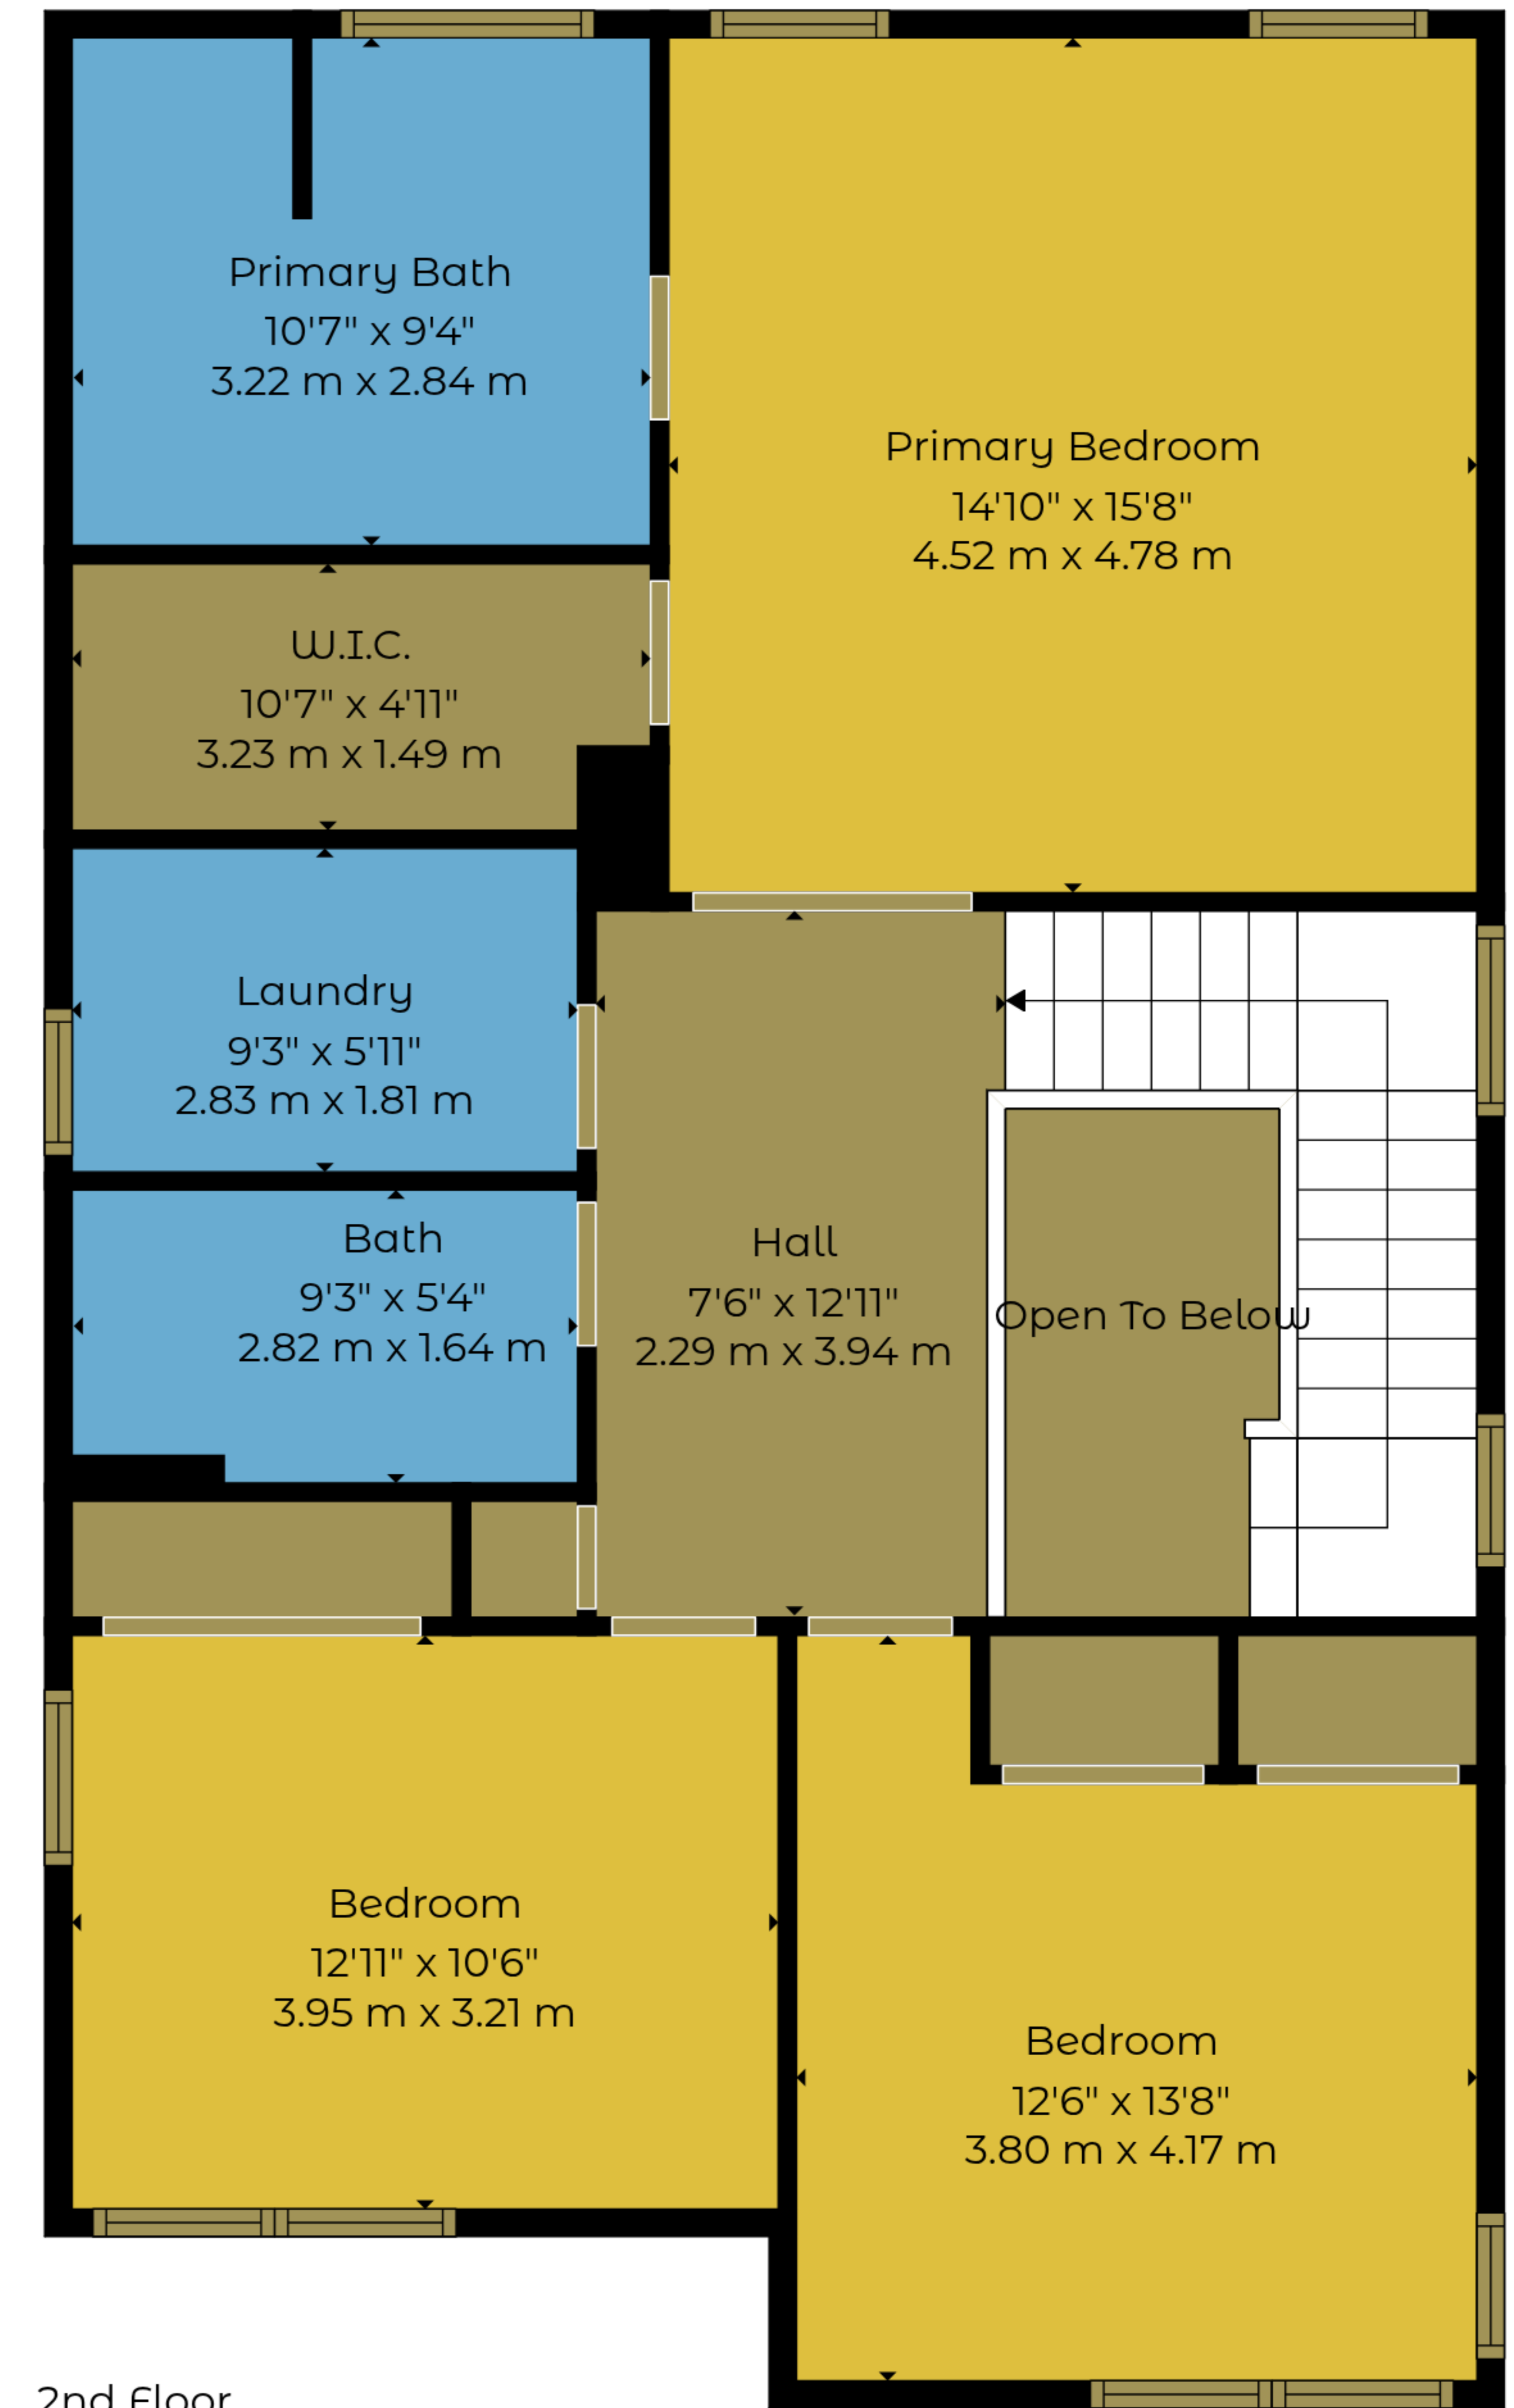 Primary Bath
10'7" x 9'4"
3.22 m x 2.84 m
Primary Bedroom
14'10" x 15'8"
4.52 m x 4.78 m
W.I.C.
10'7" x 4'11"
3.23 m x 1.49 m
Laundry
9'3" x 5'11"
2.83 m x 1.81 m
Bath
9'3" x 5'4"
2.82 m x 1.64 m
Hall
7'6" x 12'11"
2.29 m x 3.94 m
Open To Below
Bedroom
12'11" x 10'6"
3.95 m x 3.21 m
Bedroom
12'6" x 13'8"
3.80 m x 4.17 m
2nd Floor